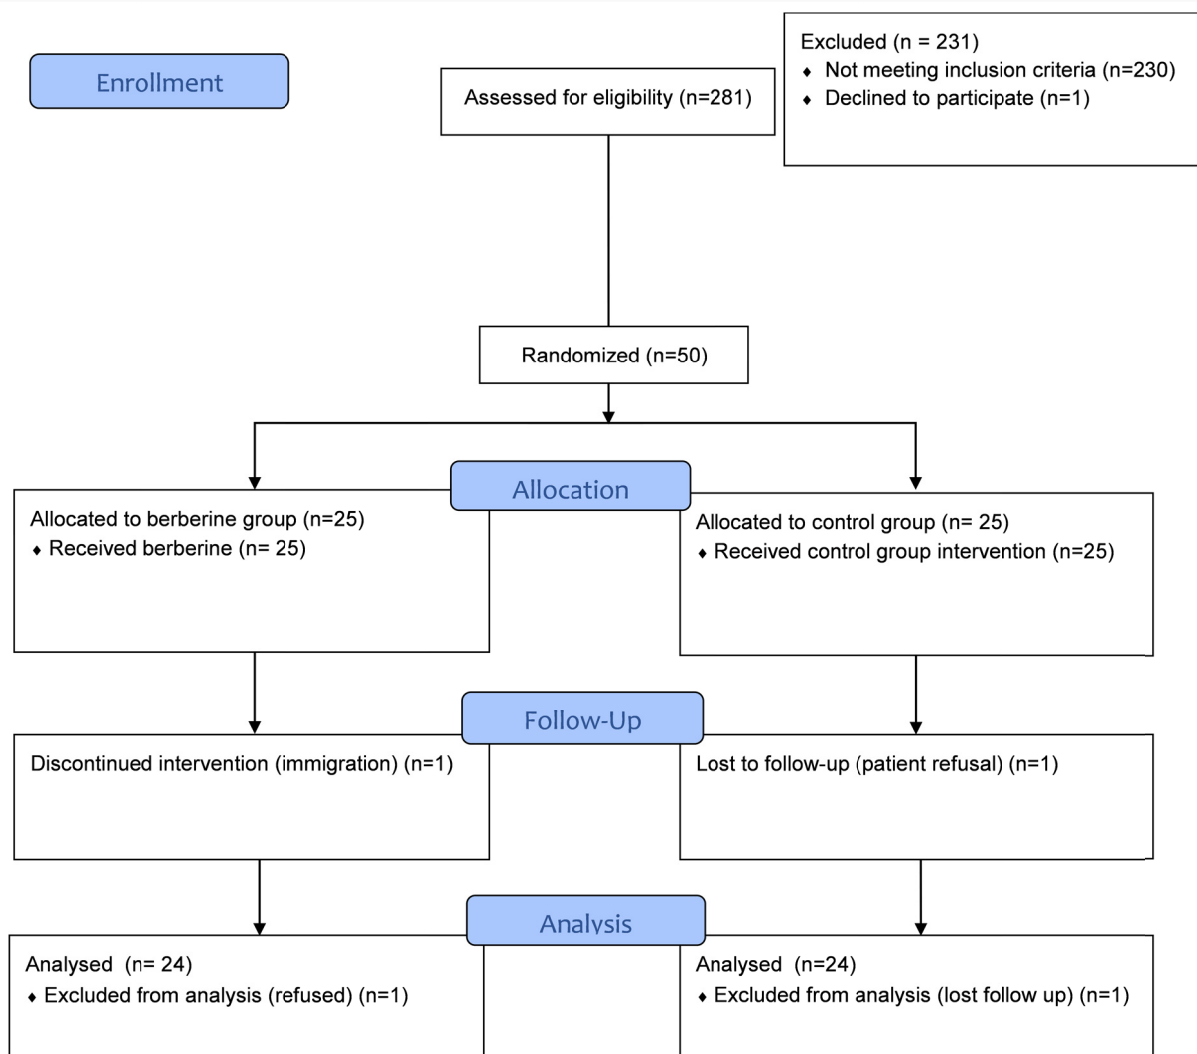 Enrollment
Assessed for eligibility (n=281)
Excluded (n = 231)
♦ Not meeting inclusion criteria (n=230)
♦ Declined to participate (n=1)
Randomized (n=50)
Allocation
Allocated to berberine group (n=25)
♦ Received berberine (n= 25)
Allocated to control group (n= 25)
♦ Received control group intervention (n=25)
Follow-Up
Discontinued intervention (immigration) (n=1)
Lost to follow-up (patient refusal) (n=1)
Analysis
Analysed (n= 24)
♦ Excluded from analysis (refused) (n=1)
Analysed (n=24)
♦ Excluded from analysis (lost follow up) (n=1)